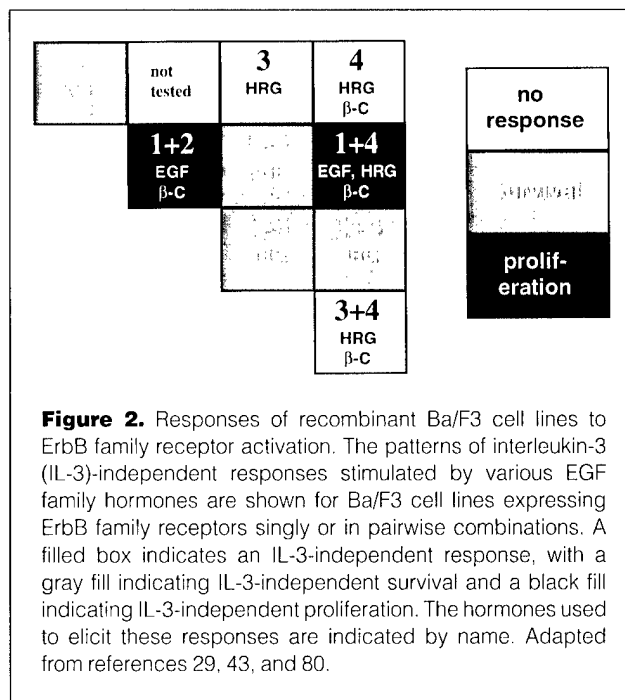 not tested
3
HRG
4
HRG
β-C
1+2
EGF
β-C
1+4
EGF, HRG
β-C
3+4
HRG
β-C
no
response
survival
prolif-
eration
Figure 2. Responses of recombinant Ba/F3 cell lines to
ErbB family receptor activation. The patterns of interleukin-3
(IL-3)-independent responses stimulated by various EGF
family hormones are shown for Ba/F3 cell lines expressing
ErbB family receptors singly or in pairwise combinations. A
filled box indicates an IL-3-independent response, with a
gray fill indicating IL-3-independent survival and a black fill
indicating IL-3-independent proliferation. The hormones used
to elicit these responses are indicated by name. Adapted
from references 29, 43, and 80.